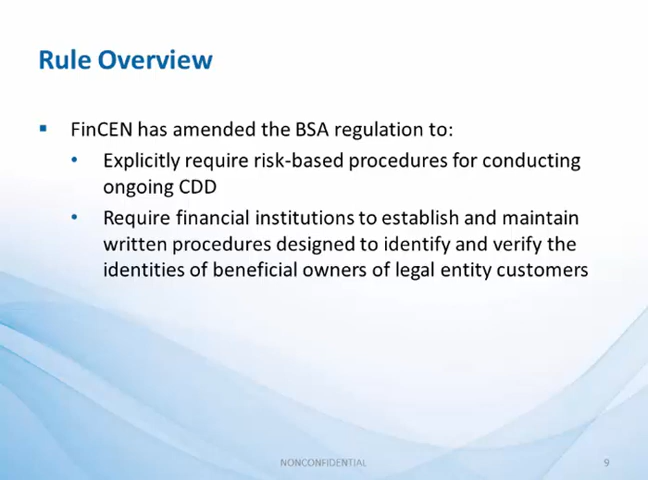 Rule Overview
▪ FinCEN has amended the BSA regulation to:
• Explicitly require risk-based procedures for conducting
ongoing CDD
• Require financial institutions to establish and maintain
written procedures designed to identify and verify the
identities of beneficial owners of legal entity customers
NONCONFIDENTIAL
9